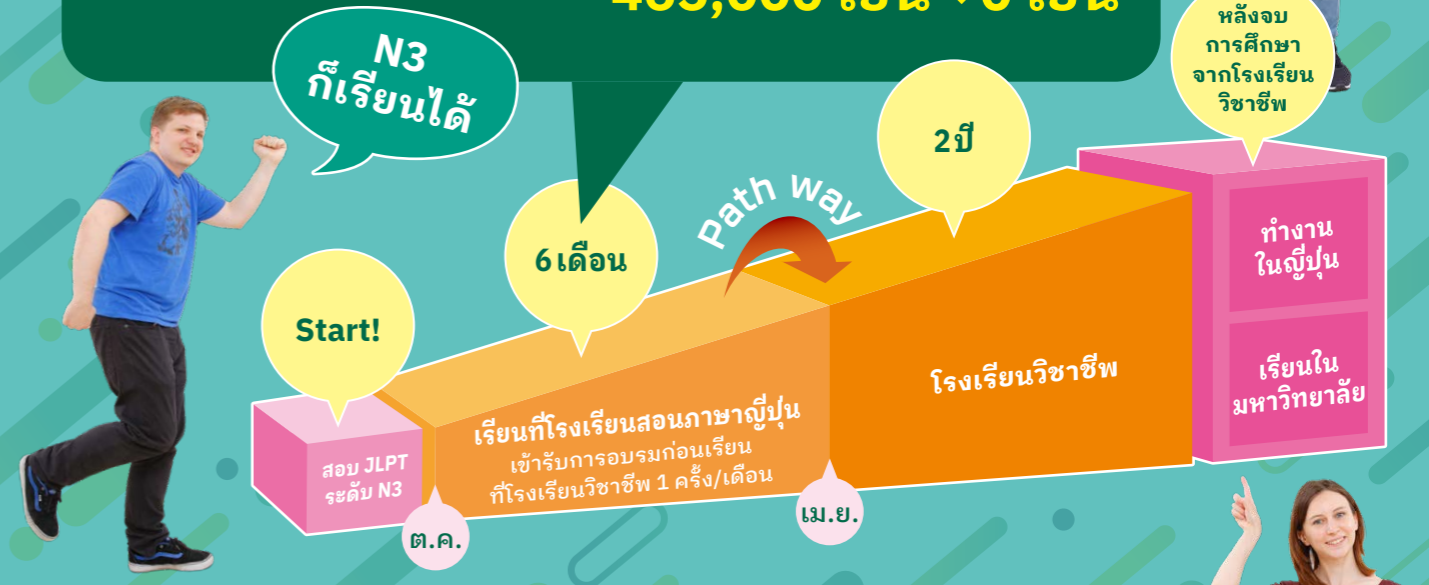 N3
ก็เรียนได้
หลังจบ
การศึกษา
จากโรงเรียน
วิชาชีพ
2 ปี
Path way
6 เดือน
Start!
ทำงาน
ในญี่ปุ่น
เรียนใน
มหาวิทยาลัย
โรงเรียนวิชาชีพ
เรียนที่โรงเรียนสอนภาษาญี่ปุ่น
เข้ารับการอบรมก่อนเรียน
ที่โรงเรียนวิชาชีพ 1 ครั้ง/เดือน
สอบ JLPT
ระดับ N3
ต.ค.
เม.ย.